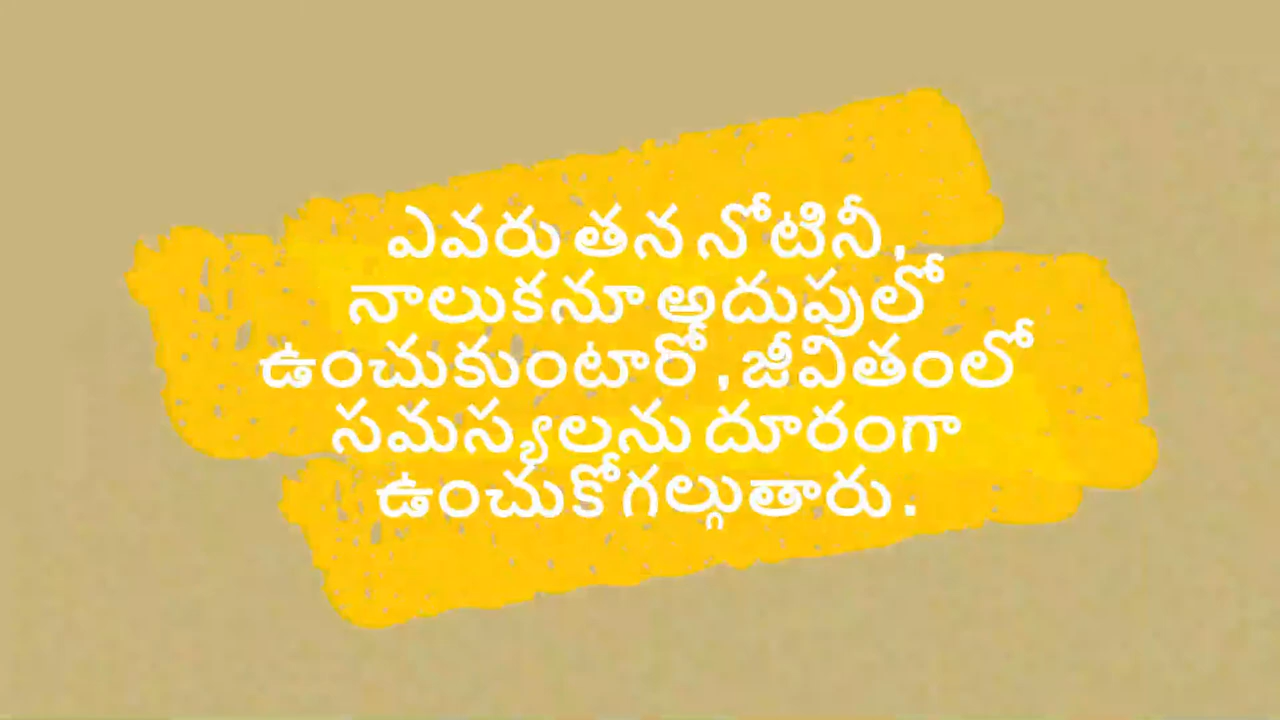 ఎవరు తన నోటినీ,
నాలుకనూ అదుపులో
ఉంచుకుంటారో ,జీవితంలో
సమస్యలను దూరంగా
ఉంచుకోగల్గుతారు.